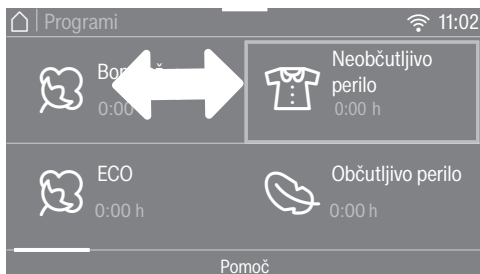 Programi
11:02
Neobčutljivo
perilo
0:00
0:00 h
ECO
Občutljivo perilo
0:00 h
0:00 h
Pomoč